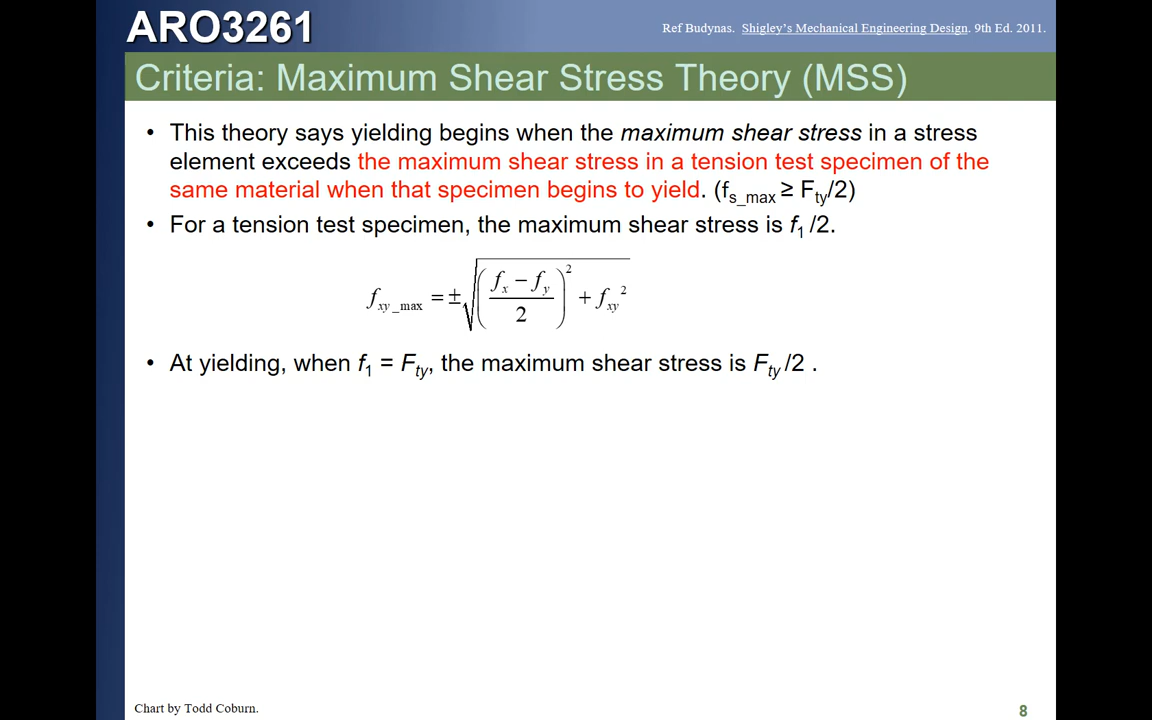 ARO3261
Ref Budynas. Shigley's Mechanical Engineering Design. 9th Ed. 2011.
Criteria: Maximum Shear Stress Theory (MSS)
• This theory says yielding begins when the maximum shear stress in a stress
element exceeds the maximum shear stress in a tension test specimen of the
same material when that specimen begins to yield. (fs_max ≥ Fty/2)
• For a tension test specimen, the maximum shear stress is f1 /2.
fxy_max = ±√((fx − fy)/2)² + fxy²
• At yielding, when f1 = Fty, the maximum shear stress is Fty /2 .
Chart by Todd Coburn.
8